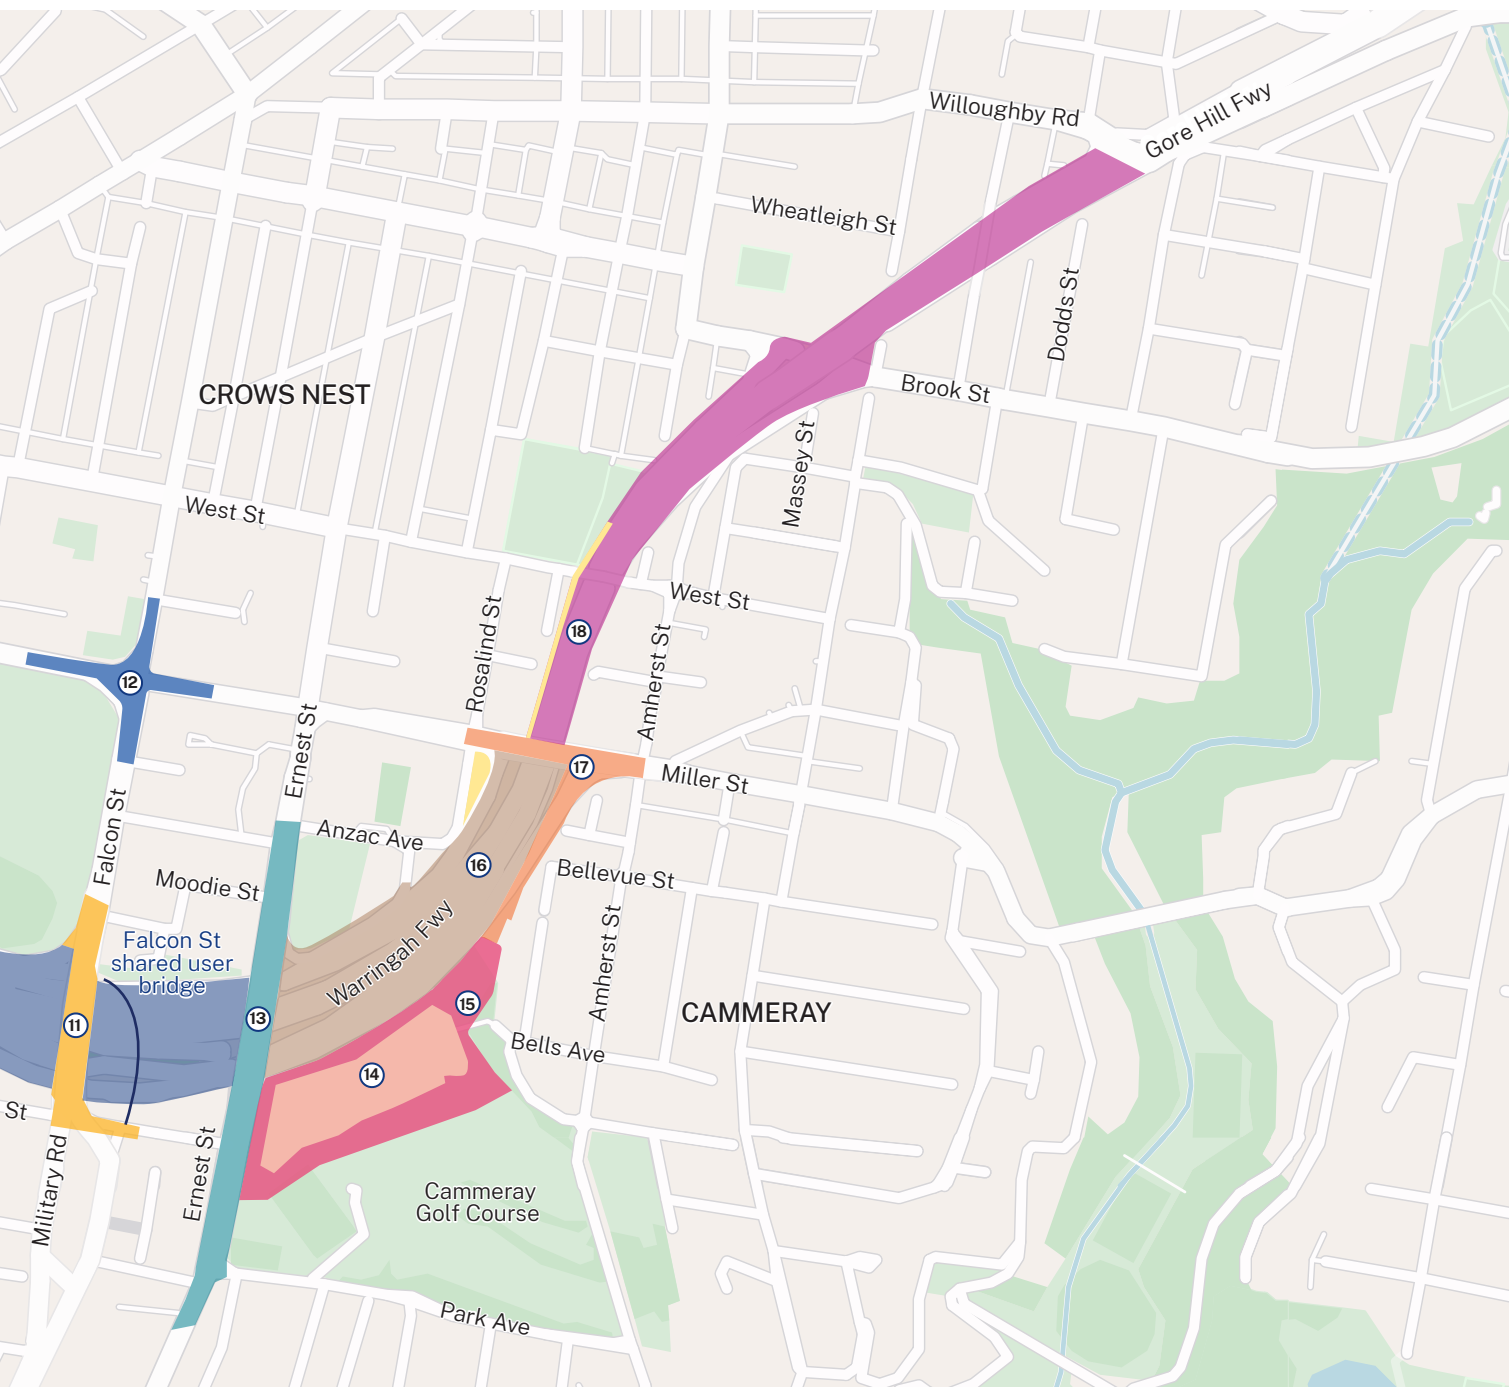 Willoughby Rd
Gore Hill Fwy
Wheatleigh St
Dodds St
CROWS NEST
Brook St
Massey St
West St
West St
Rosalind St
18
Amherst St
12
Ernest St
17
Miller St
Falcon St
Anzac Ave
16
Bellevue St
Moodie St
Warringah Fwy
Falcon St
shared user
bridge
Amherst St
15
CAMMERAY
11
13
Bells Ave
14
St
Military Rd
Ernest St
Cammeray
Golf Course
Park Ave